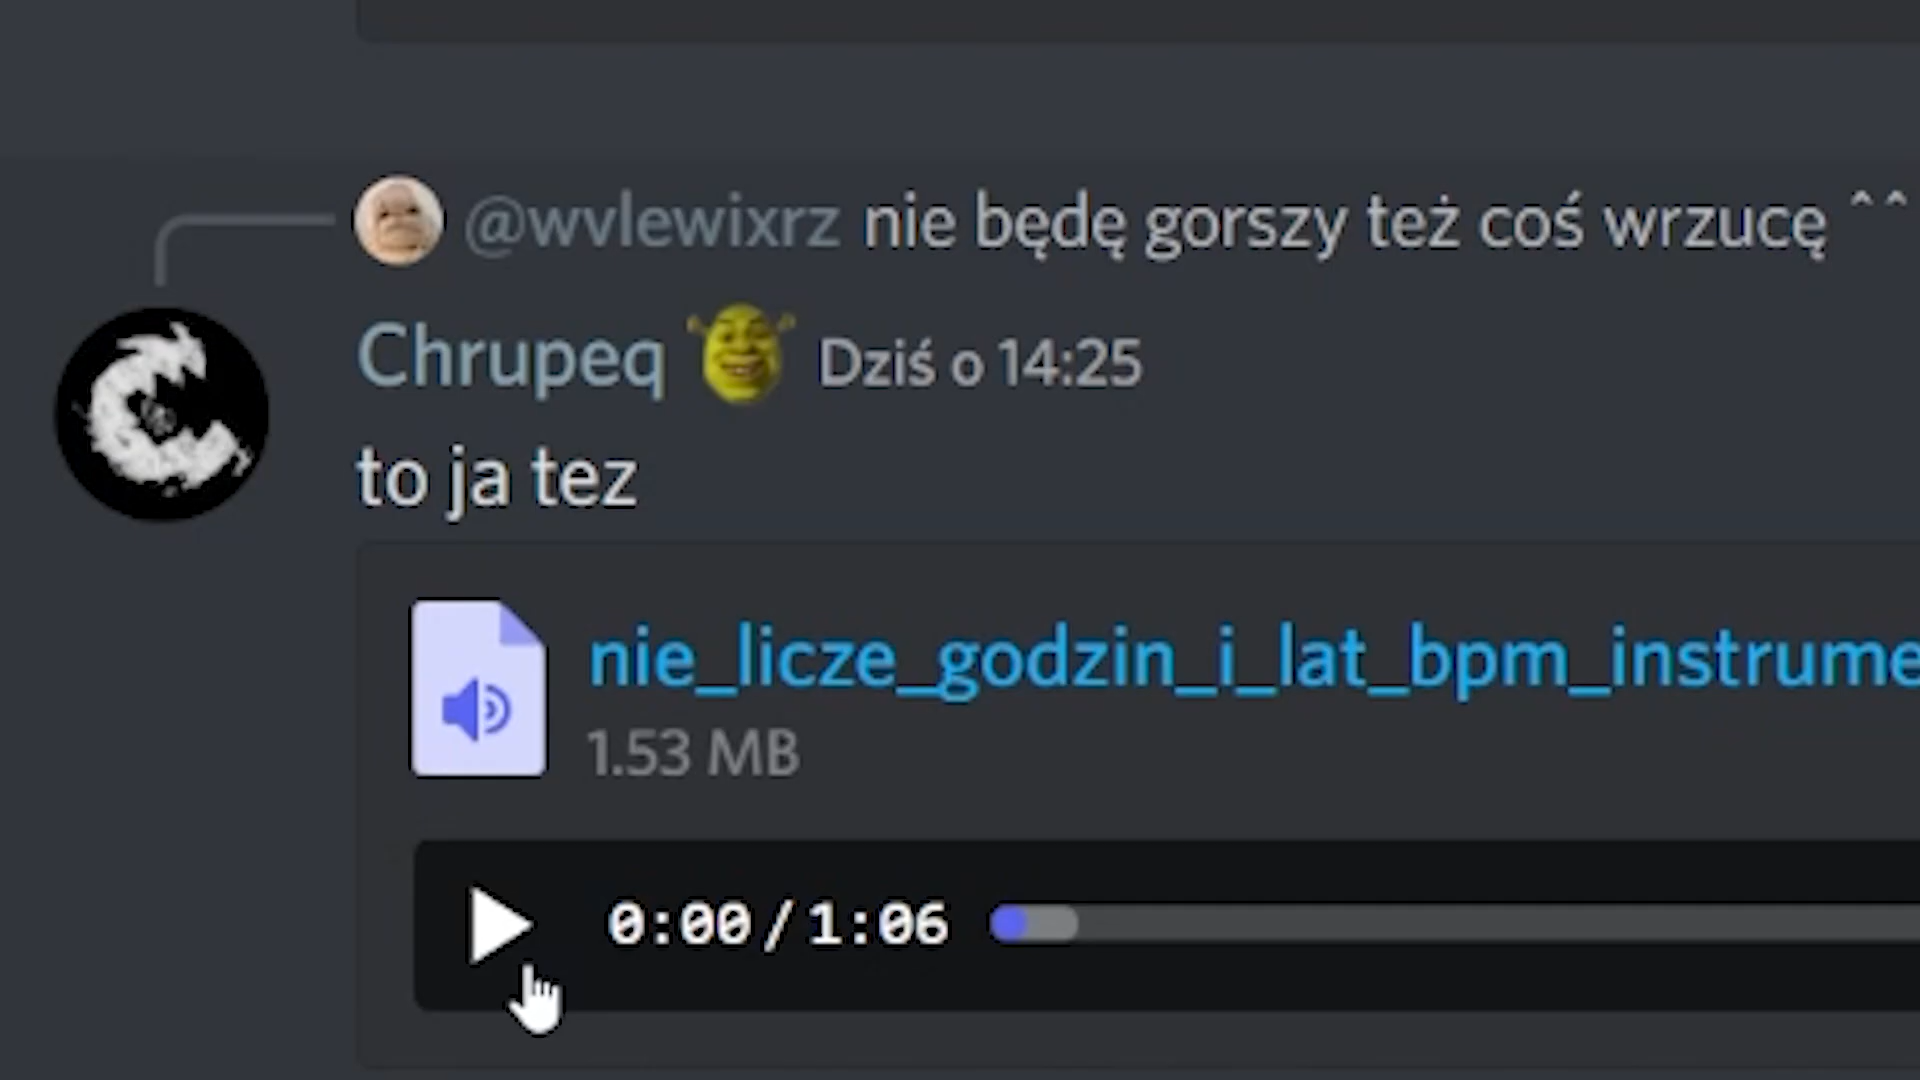 @wvlewixrz nie będę gorszy też coś wrzucę ^^
Chrupeq Dziś o 14:25
to ja tez
nie_licze_godzin_i_lat_bpm_instrume
1.53 MB
0:00/1:06